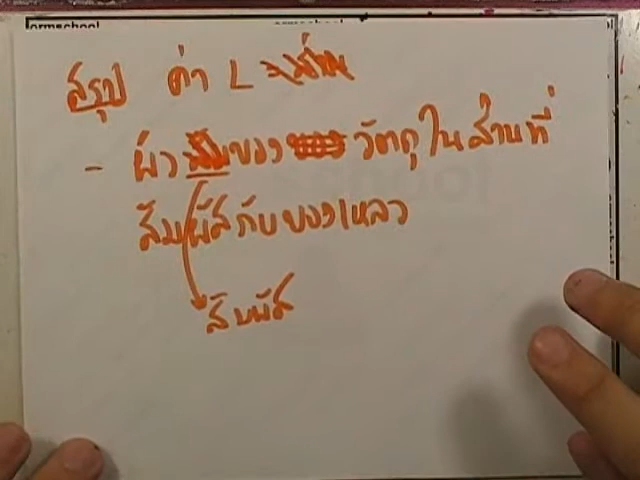 ormschool
สรุป ค่า L
- ผิว ของ วัตถุในส่วนที่
สัมผัสกับของเหลว
สัมผัส